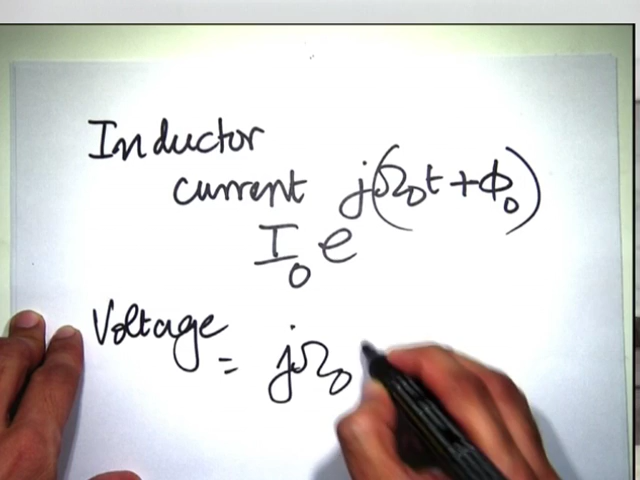 Inductor
current j(Ω₀t+ϕ₀)
I₀ e
Voltage
= jΩ₀